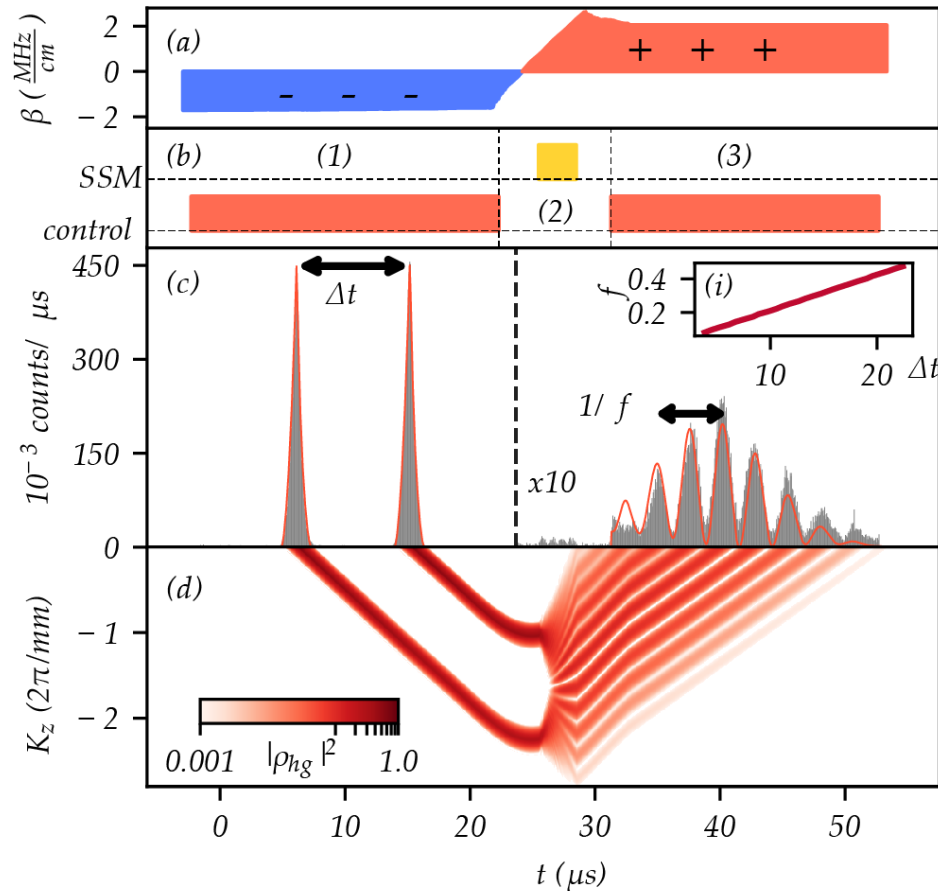 β (MHz/cm)
2
0
− 2
(a)
- - -
+ + +
(b)
SSM
control
(1)
(2)
(3)
10⁻³ counts/ μs
450
300
150
0
(c)
Δt
x10
1/ f
(i)
f
0.4
0.2
10
20
Δt
K_z (2π/mm)
− 1
− 2
(d)
0.001
|ρ_hg|²
1.0
0
10
20
30
40
50
t (μs)